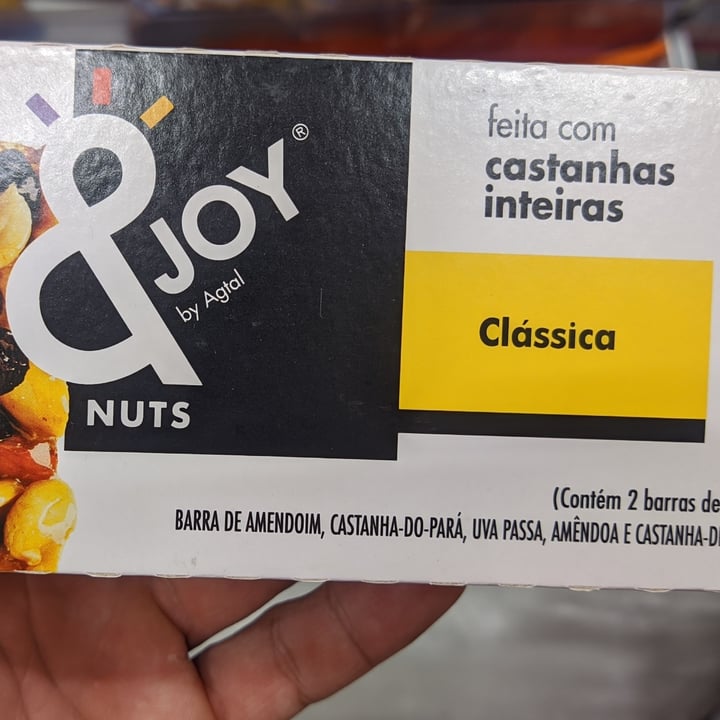 & JOY®
by Agtal
NUTS
feita com
castanhas
inteiras
Clássica
(Contém 2 barras de
BARRA DE AMENDOIM, CASTANHA-DO-PARÁ, UVA PASSA, AMÊNDOA E CASTANHA-D